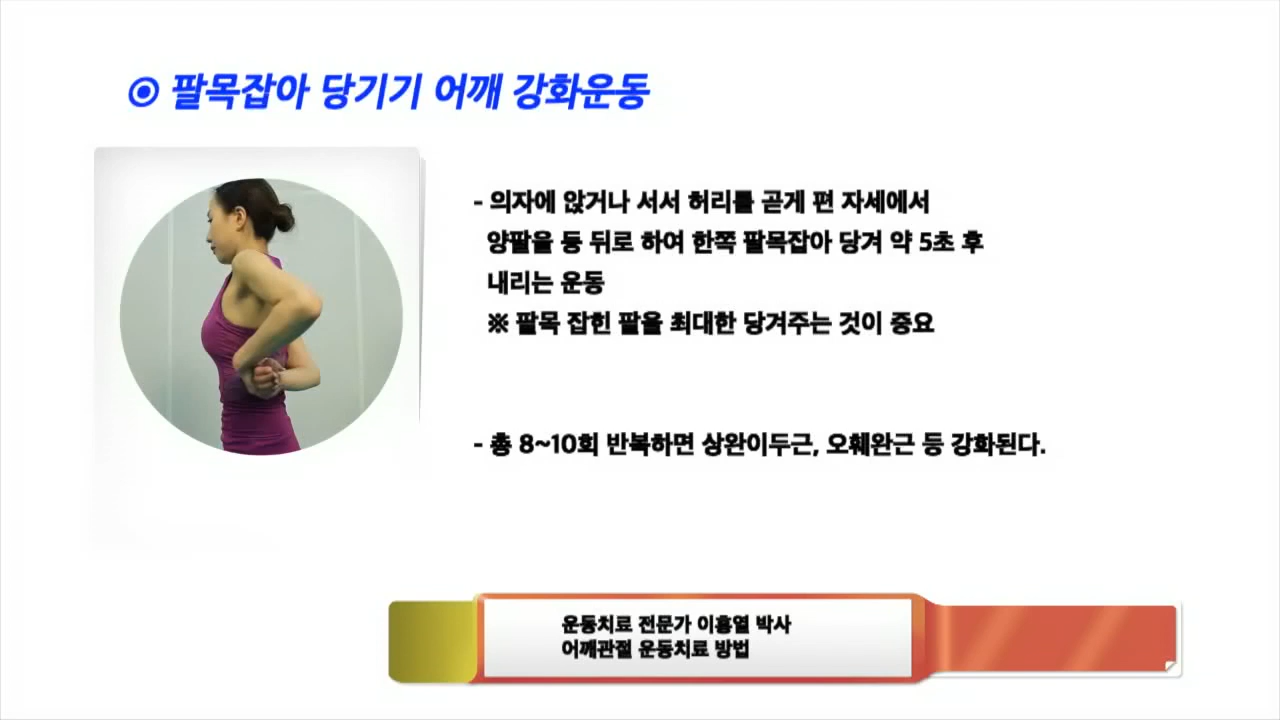 ◉ 팔목잡아 당기기 어깨 강화운동
- 의자에 앉거나 서서 허리를 곧게 편 자세에서
양팔을 등 뒤로 하여 한쪽 팔목잡아 당겨 약 5초 후
내리는 운동
※ 팔목 잡힌 팔을 최대한 당겨주는 것이 중요
- 총 8~10회 반복하면 상완이두근, 오훼완근 등 강화된다.
운동치료 전문가 이흥열 박사
어깨관절 운동치료 방법